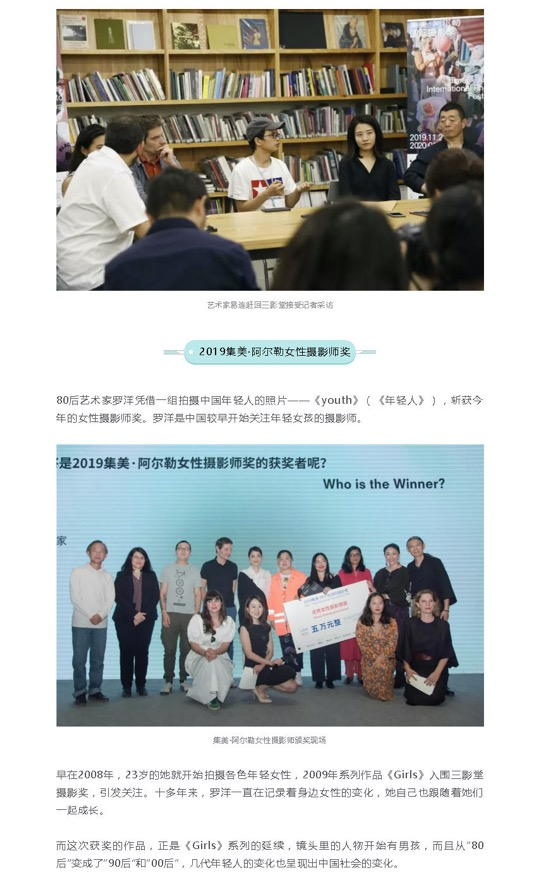 国际摄影季
International Pho
Fest
2019.11.2
2020.0
艺术家易连赶回三影堂接受记者采访
2019集美·阿尔勒女性摄影师奖
80后艺术家罗洋凭借一组拍摄中国年轻人的照片——《youth》（《年轻人》），斩获今
年的女性摄影师奖。罗洋是中国较早开始关注年轻女孩的摄影师。
是2019集美·阿尔勒女性摄影师奖的获奖者呢？
Who is the Winner?
家
五万元整
集美·阿尔勒女性摄影师颁奖现场
早在2008年，23岁的她就开始拍摄各色年轻女性，2009年系列作品《Girls》入围三影堂
摄影奖，引发关注。十多年来，罗洋一直在记录着身边女性的变化，她自己也跟随着她们
一起成长。
而这次获奖的作品，正是《Girls》系列的延续，镜头里的人物开始有男孩，而且从“80
后”变成了“90后”和“00后”，几代年轻人的变化也呈现出中国社会的变化。